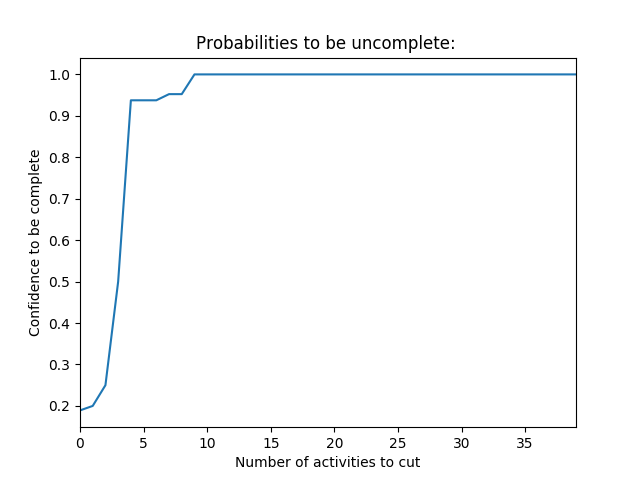 Probabilities to be uncomplete:
1.0
0.9
0.8
0.7
0.6
0.5
0.4
0.3
0.2
Confidence to be complete
0 5 10 15 20 25 30 35
Number of activities to cut